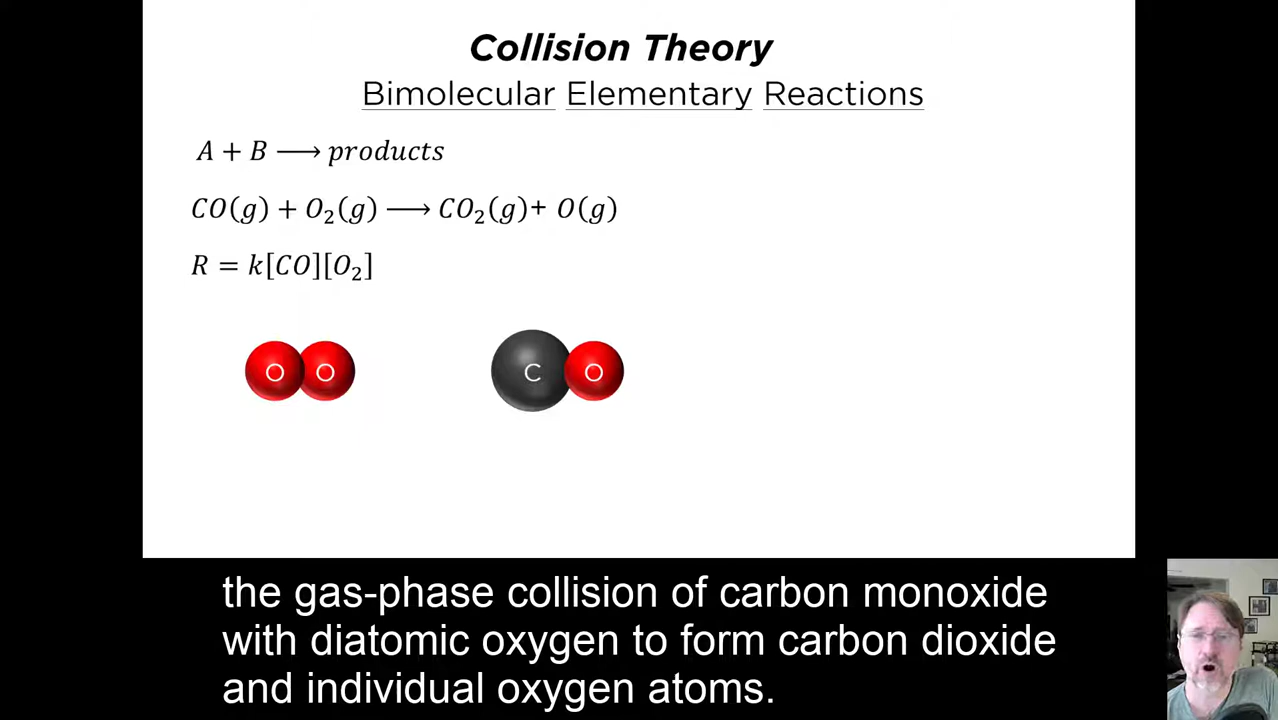 Collision Theory
Bimolecular Elementary Reactions
A + B ⟶ products
CO(g) + O₂(g) ⟶ CO₂(g)+ O(g)
R = k[CO][O₂]
O O C O
the gas-phase collision of carbon monoxide
with diatomic oxygen to form carbon dioxide
and individual oxygen atoms.